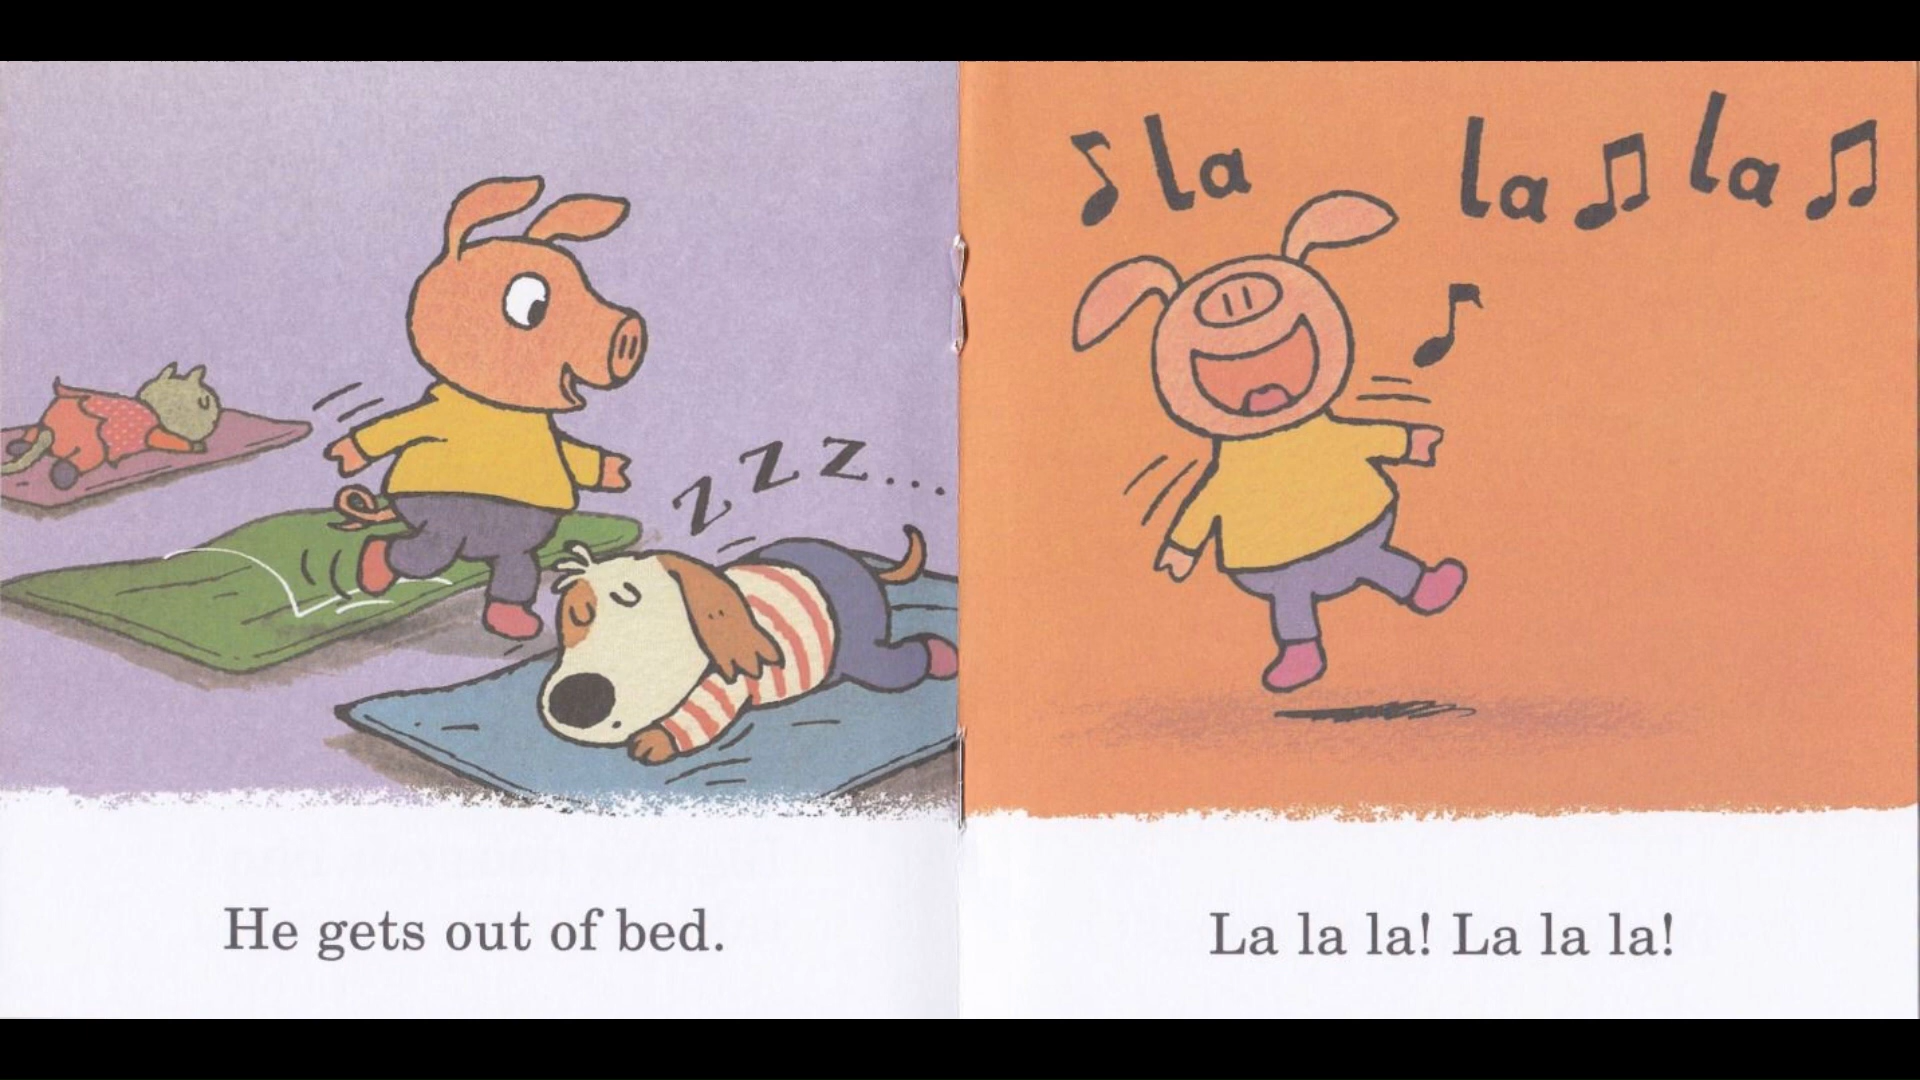 z z z...
He gets out of bed.
la la la
La la la! La la la!